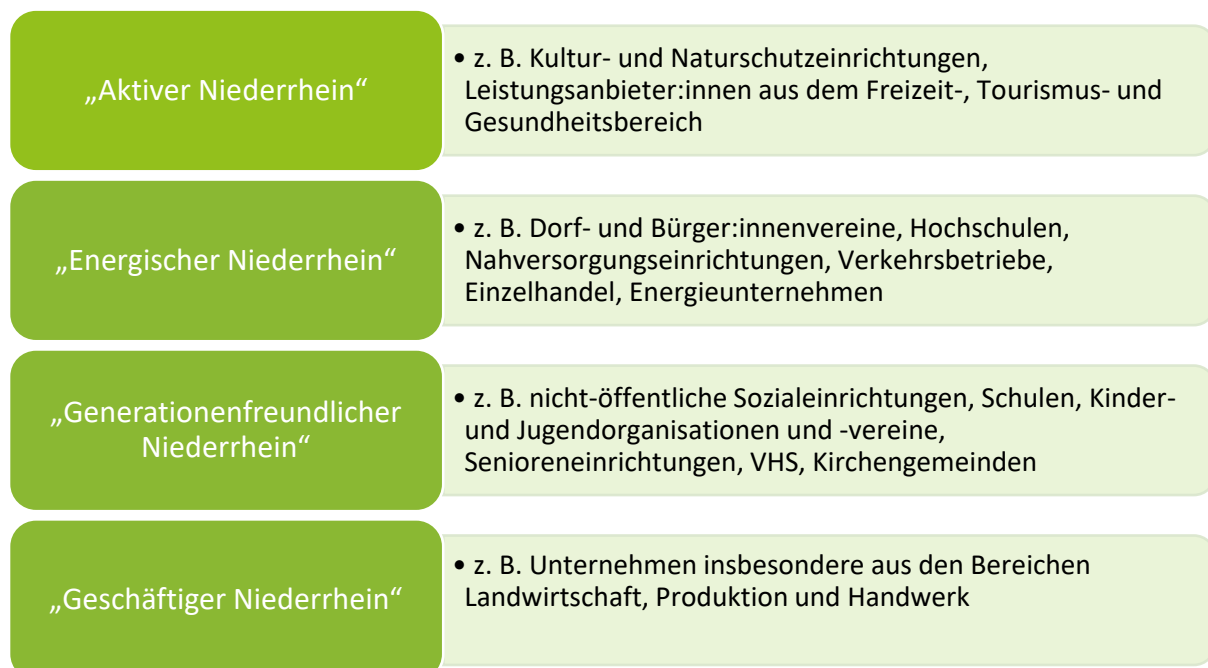 „Aktiver Niederrhein“
• z. B. Kultur- und Naturschutzeinrichtungen,
Leistungsanbieter:innen aus dem Freizeit-, Tourismus- und
Gesundheitsbereich
„Energischer Niederrhein“
• z. B. Dorf- und Bürger:innenvereine, Hochschulen,
Nahversorgungseinrichtungen, Verkehrsbetriebe,
Einzelhandel, Energieunternehmen
„Generationenfreundlicher
Niederrhein“
• z. B. nicht-öffentliche Sozialeinrichtungen, Schulen, Kinder-
und Jugendorganisationen und -vereine,
Senioreneinrichtungen, VHS, Kirchengemeinden
„Geschäftiger Niederrhein“
• z. B. Unternehmen insbesondere aus den Bereichen
Landwirtschaft, Produktion und Handwerk